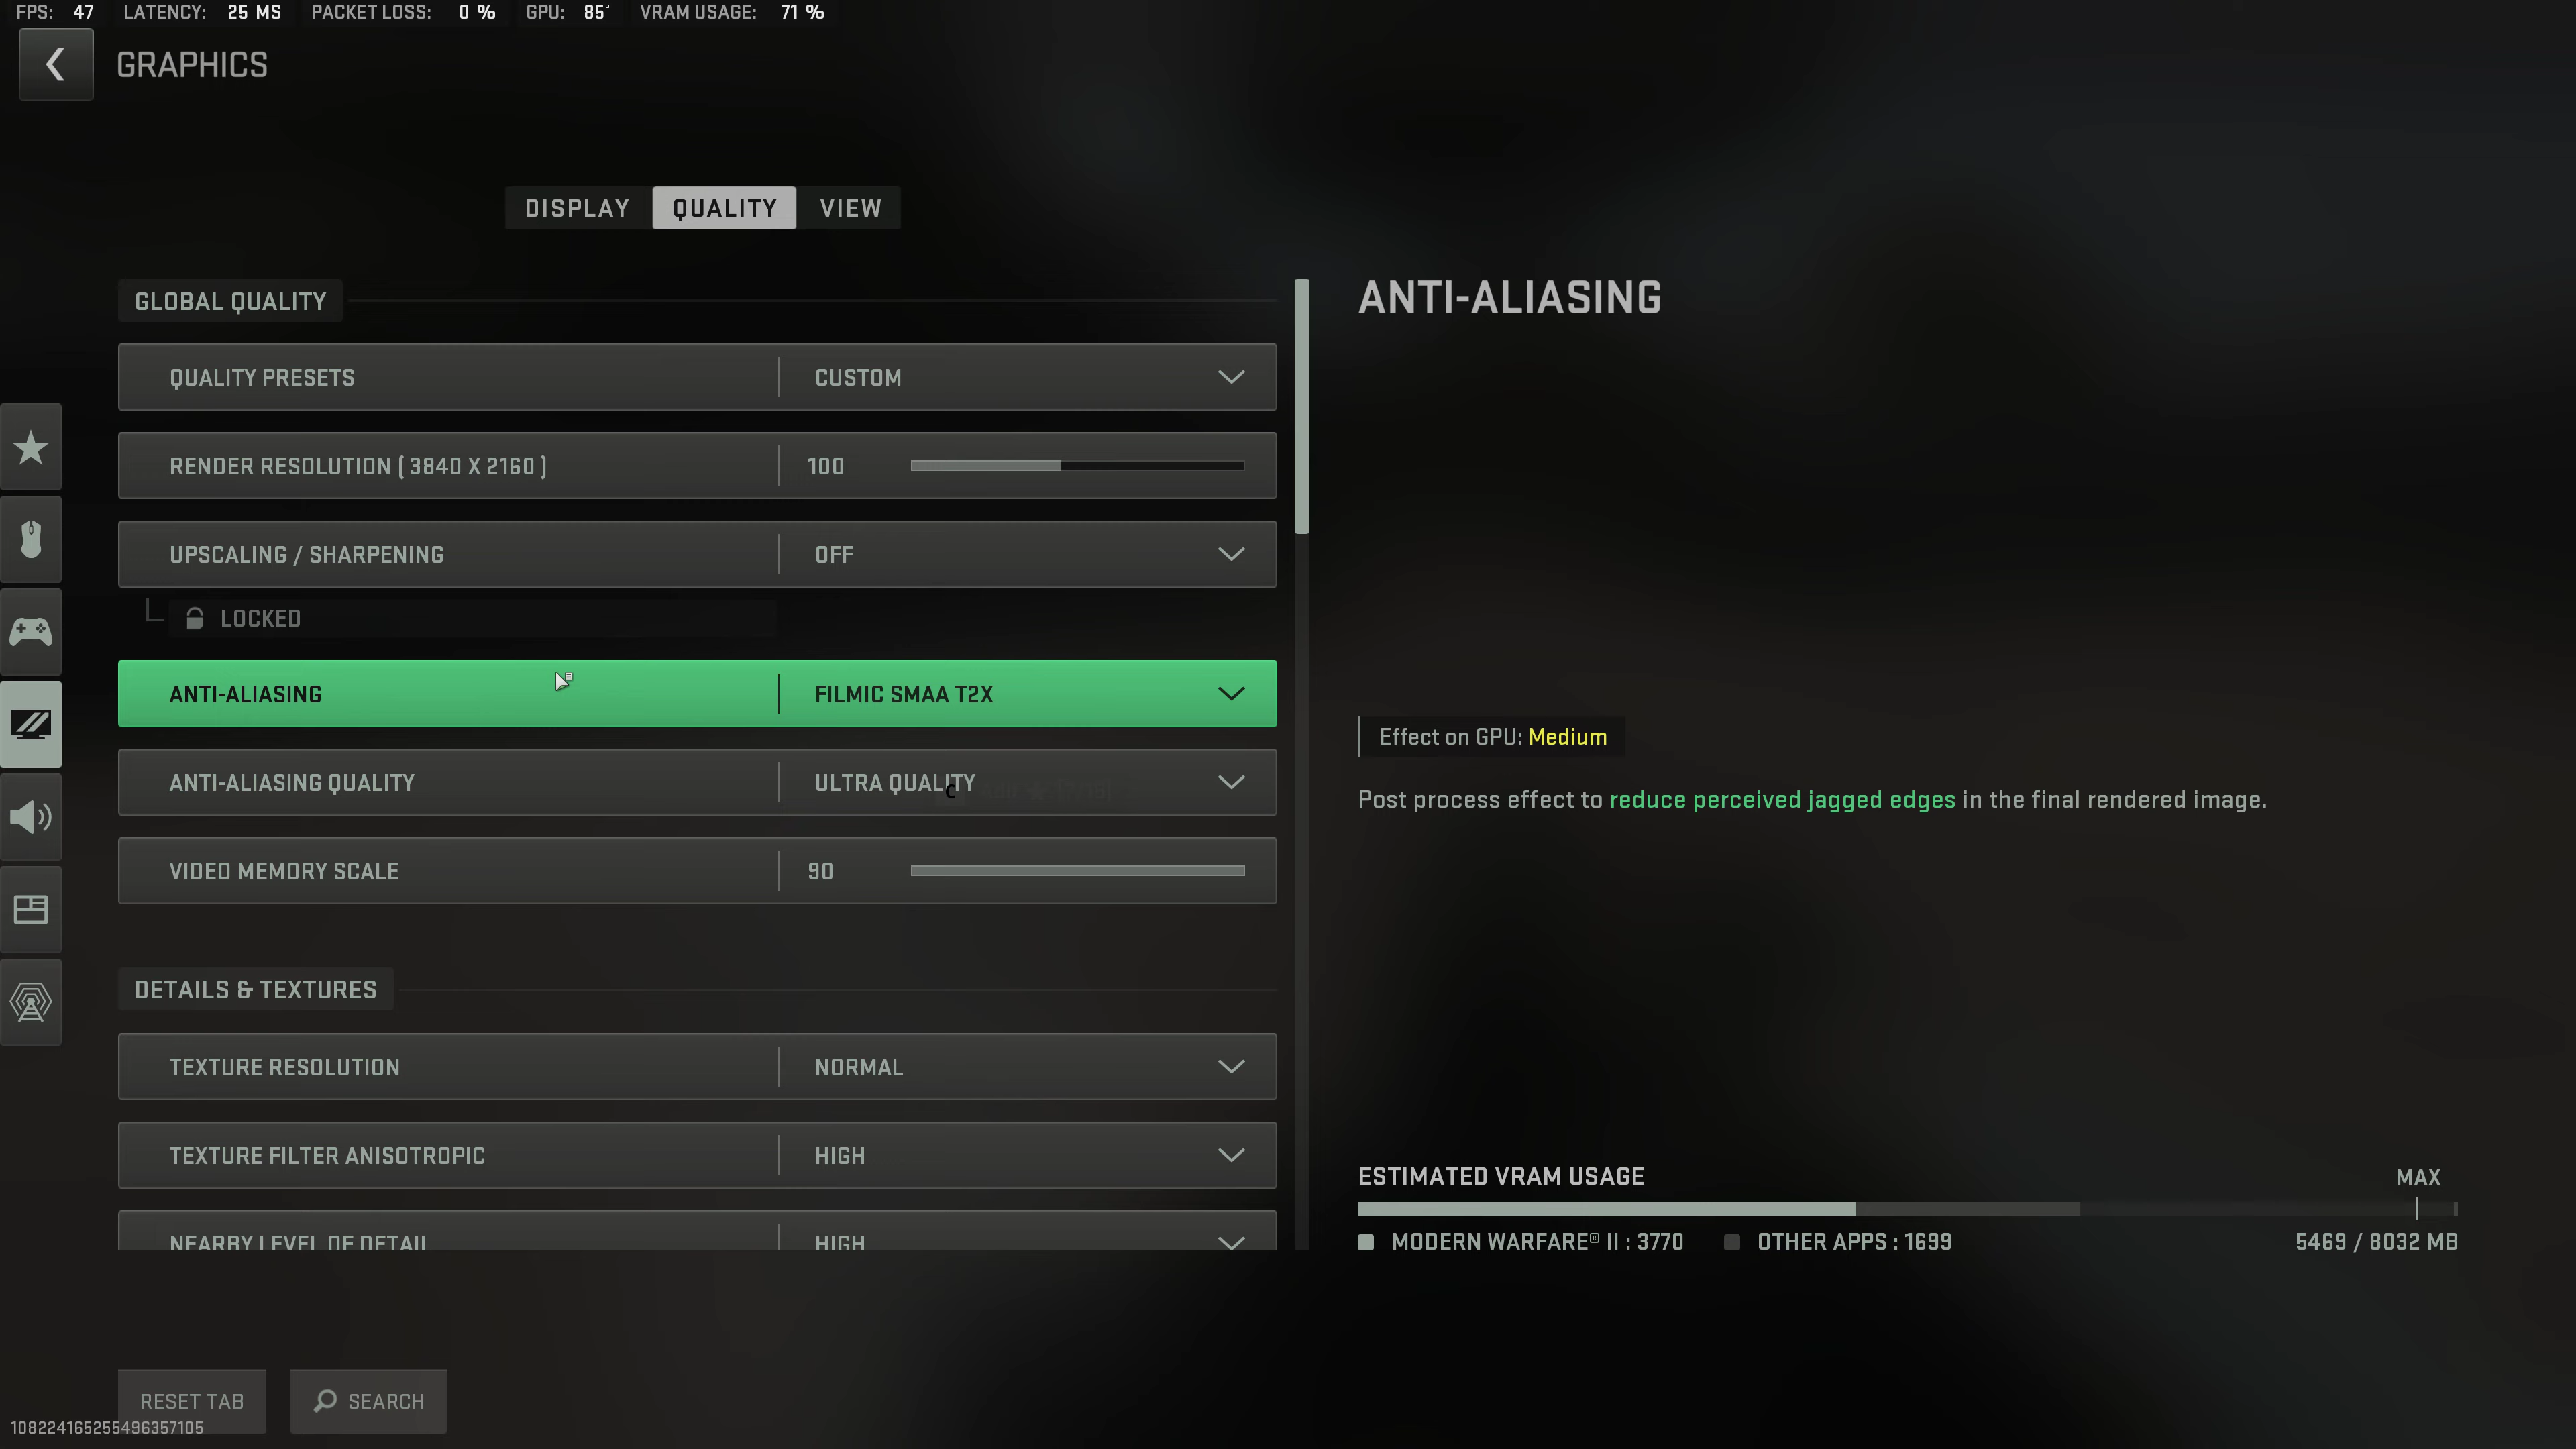 FPS: 47 LATENCY: 25 MS PACKET LOSS: 0 % GPU: 85° VRAM USAGE: 71 %
GRAPHICS
DISPLAY QUALITY VIEW
GLOBAL QUALITY
QUALITY PRESETS CUSTOM
RENDER RESOLUTION ( 3840 X 2160 ) 100
UPSCALING / SHARPENING OFF
LOCKED
ANTI-ALIASING FILMIC SMAA T2X
ANTI-ALIASING QUALITY ULTRA QUALITY
VIDEO MEMORY SCALE 90
DETAILS & TEXTURES
TEXTURE RESOLUTION NORMAL
TEXTURE FILTER ANISOTROPIC HIGH
NEARBY LEVEL OF DETAIL HIGH
RESET TAB SEARCH
108224165255496357105
ANTI-ALIASING
Effect on GPU: Medium
Post process effect to reduce perceived jagged edges in the final rendered image.
ESTIMATED VRAM USAGE MAX
MODERN WARFARE® II : 3770 OTHER APPS : 1699 5469 / 8032 MB